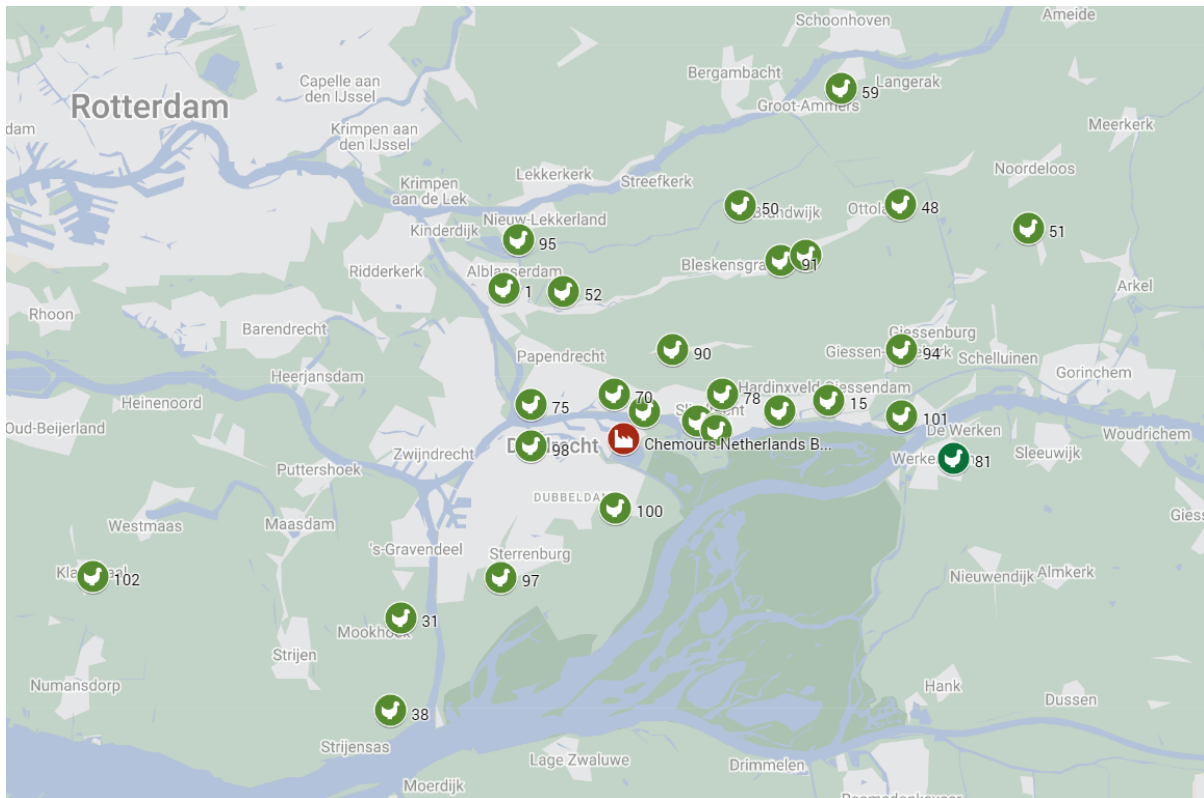 Schoonhoven
Ameide
Capelle aan
den IJssel
Bergambacht
Langerak
59
Rotterdam
Groot-Ammers
Krimpen aan
den IJssel
Meerkerk
Lekkerkerk
Streefkerk
Noordeloos
Krimpen
aan de Lek
50
48
Nieuw-Lekkerland
Kinderdijk
95
51
Ridderkerk
Alblasserdam
91
1
52
Arkel
Rhoon
Barendrecht
Giessenburg
Papendrecht
90
94
Schelluinen
Gorinchem
Heerjansdam
Hardinxveld Giessendam
Heinenoord
75
70
78
15
101
Oud-Beijerland
De Werken
Woudrichem
Zwijndrecht
98
Chemours Netherlands B...
Sleeuwijk
81
Puttershoek
100
Westmaas
Maasdam
's-Gravendeel
Sterrenburg
102
97
Nieuwendijk
Almkerk
31
Mookhoek
Strijen
Numansdorp
Hank
Dussen
38
Strijensas
Lage Zwaluwe
Drimmelen
Moerdijk